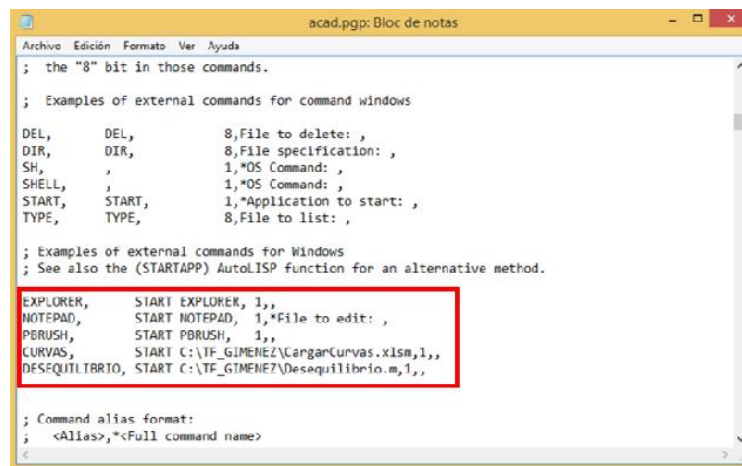 acad.pgp: Bloc de notas
Archivo Edición Formato Ver Ayuda
; the "8" bit in those commands.
; Examples of external commands for command windows
DEL, DEL, 8,File to delete: ,
DIR, DIR, 8,File specification: ,
SH, , 1,*OS Command: ,
SHELL, , 1,*OS Command: ,
START, START, 1,*Application to start: ,
TYPE, TYPE, 8,File to list: ,
; Examples of external commands for Windows
; See also the (STARTAPP) AutoLISP function for an alternative method.
EXPLORER, START EXPLORER, 1,,
NOTEPAD, START NOTEPAD, 1,*File to edit: ,
PBRUSH, START PBRUSH, 1,,
CURVAS, START C:\TF_GIMENEZ\CargarCurvas.xlsm,1,,
DESEQUILIBRIO, START C:\TF_GIMENEZ\Desequilibrio.m,1,,
; Command alias format:
; <Alias>,*<Full command name>